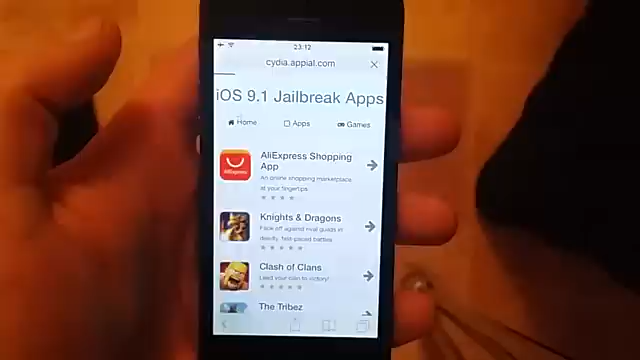 23:12
cydia.appial.com
iOS 9.1 Jailbreak Apps
Home
Apps
Games
AliExpress Shopping
App
An online shopping marketplace
at your fingertips
AliExpress
Knights & Dragons
Face off against rival guilds in
deadly, fast-paced battles
Clash of Clans
Lead your clan to victory!
The Tribez